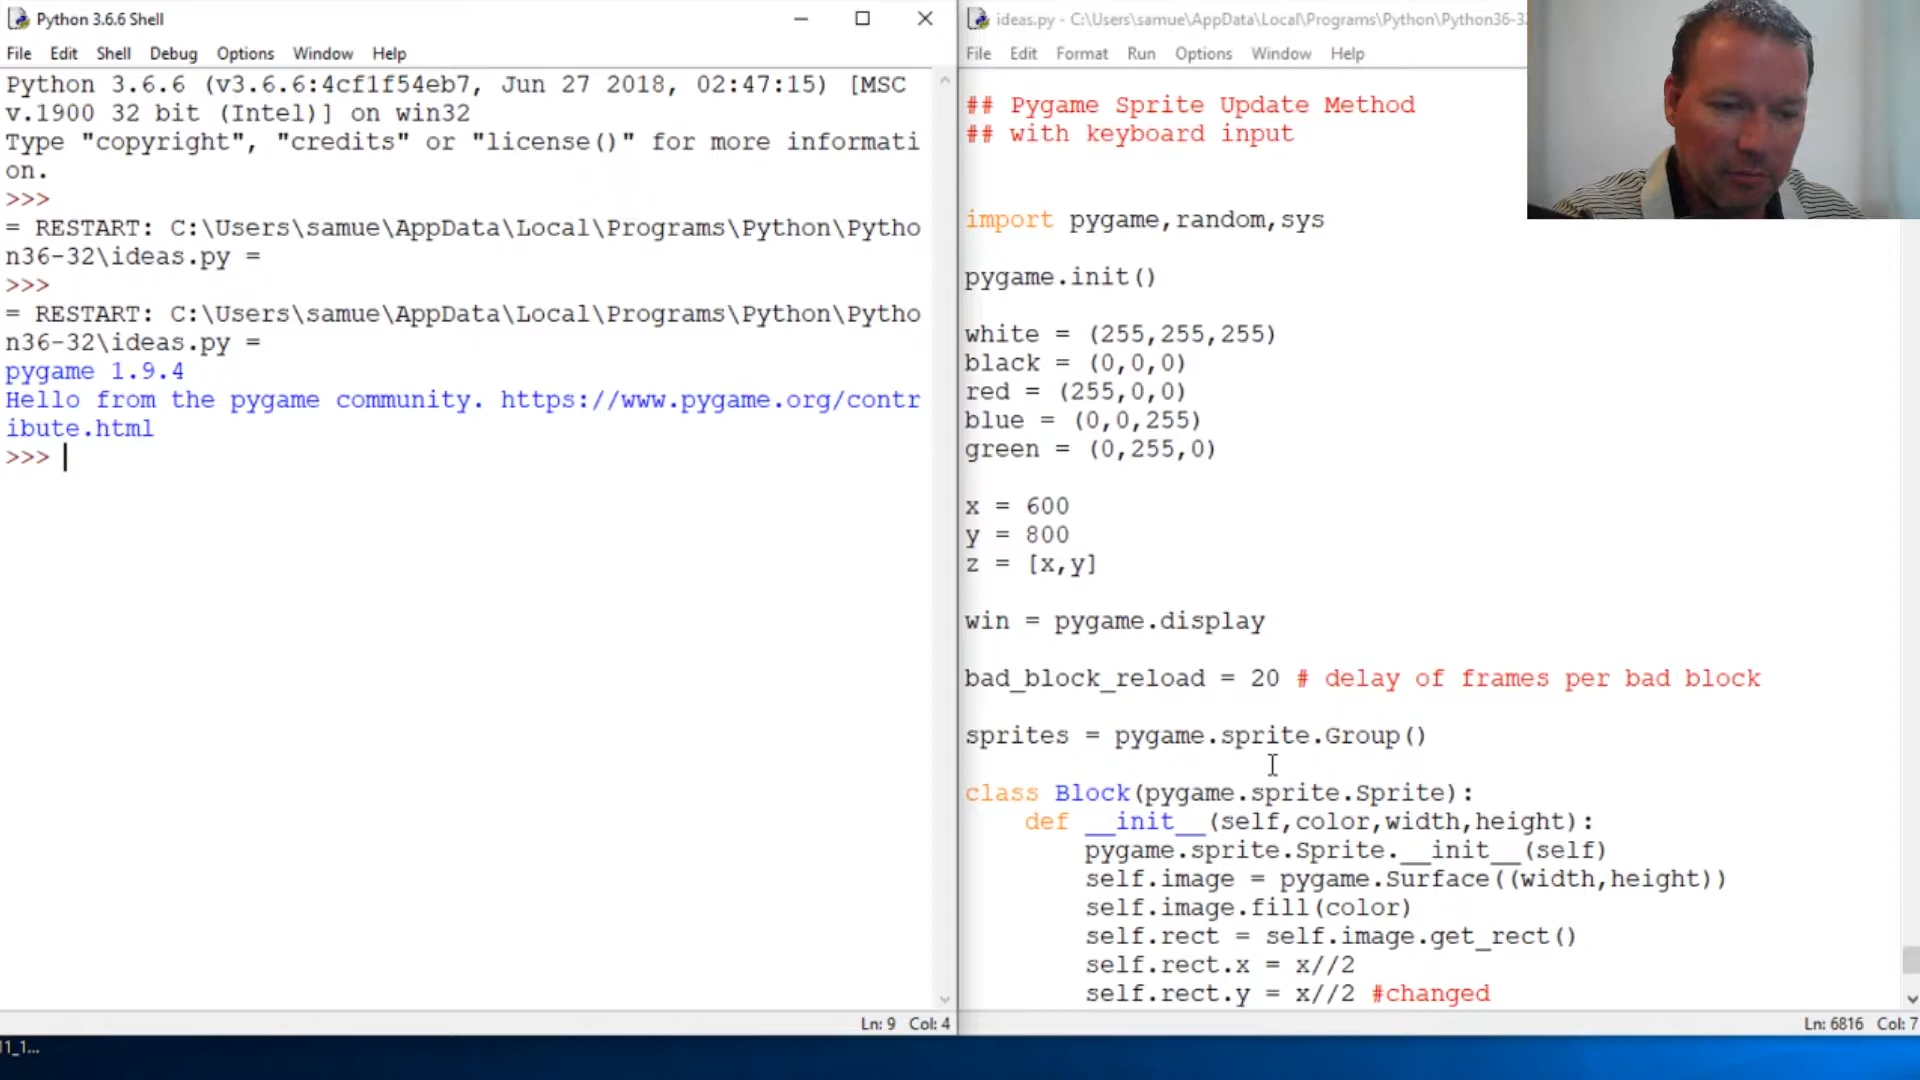 Python 3.6.6 Shell
File Edit Shell Debug Options Window Help
Python 3.6.6 (v3.6.6:4cf1f54eb7, Jun 27 2018, 02:47:15) [MSC
v.1900 32 bit (Intel)] on win32
Type "copyright", "credits" or "license()" for more informati
on.
>>>
= RESTART: C:\Users\samue\AppData\Local\Programs\Python\Pytho
n36-32\ideas.py =
>>>
= RESTART: C:\Users\samue\AppData\Local\Programs\Python\Pytho
n36-32\ideas.py =
pygame 1.9.4
Hello from the pygame community. https://www.pygame.org/contr
ibute.html
>>>
Ln: 9 Col: 4
ideas.py - C:\Users\samue\AppData\Local\Programs\Python\Python36-3
File Edit Format Run Options Window Help
## Pygame Sprite Update Method
## with keyboard input
import pygame,random,sys
pygame.init()
white = (255,255,255)
black = (0,0,0)
red = (255,0,0)
blue = (0,0,255)
green = (0,255,0)
x = 600
y = 800
z = [x,y]
win = pygame.display
bad_block_reload = 20 # delay of frames per bad block
sprites = pygame.sprite.Group()
class Block(pygame.sprite.Sprite):
def __init__(self,color,width,height):
pygame.sprite.Sprite.__init__(self)
self.image = pygame.Surface((width,height))
self.image.fill(color)
self.rect = self.image.get_rect()
self.rect.x = x//2
self.rect.y = x//2 #changed
Ln: 6816 Col: 7
11_1...